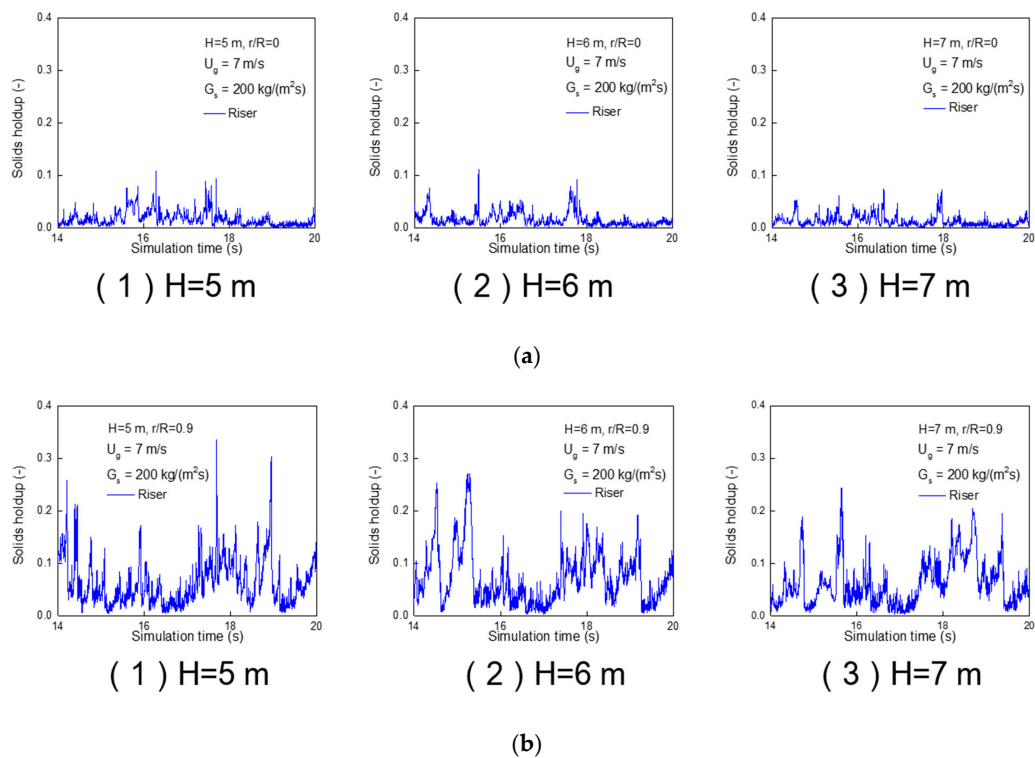 0.4
0.3
0.2
0.1
0.0
Solids holdup (-)
H=5 m, r/R=0
U_g = 7 m/s
G_s = 200 kg/(m²s)
Riser
14 16 18 20
Simulation time (s)
( 1 ) H=5 m
0.4
0.3
0.2
0.1
0.0
Solids holdup (-)
H=6 m, r/R=0
U_g = 7 m/s
G_s = 200 kg/(m²s)
Riser
14 16 18 20
Simulation time (s)
( 2 ) H=6 m
0.4
0.3
0.2
0.1
0.0
Solids holdup (-)
H=7 m, r/R=0
U_g = 7 m/s
G_s = 200 kg/(m²s)
Riser
14 16 18 20
Simulation time (s)
( 3 ) H=7 m
(a)
0.4
0.3
0.2
0.1
0.0
Solids holdup (-)
H=5 m, r/R=0.9
U_g = 7 m/s
G_s = 200 kg/(m²s)
Riser
14 16 18 20
Simulation time (s)
( 1 ) H=5 m
0.4
0.3
0.2
0.1
0.0
Solids holdup (-)
H=6 m, r/R=0.9
U_g = 7 m/s
G_s = 200 kg/(m²s)
Riser
14 16 18 20
Simulation time (s)
( 2 ) H=6 m
0.4
0.3
0.2
0.1
0.0
Solids holdup (-)
H=7 m, r/R=0.9
U_g = 7 m/s
G_s = 200 kg/(m²s)
Riser
14 16 18 20
Simulation time (s)
( 3 ) H=7 m
(b)